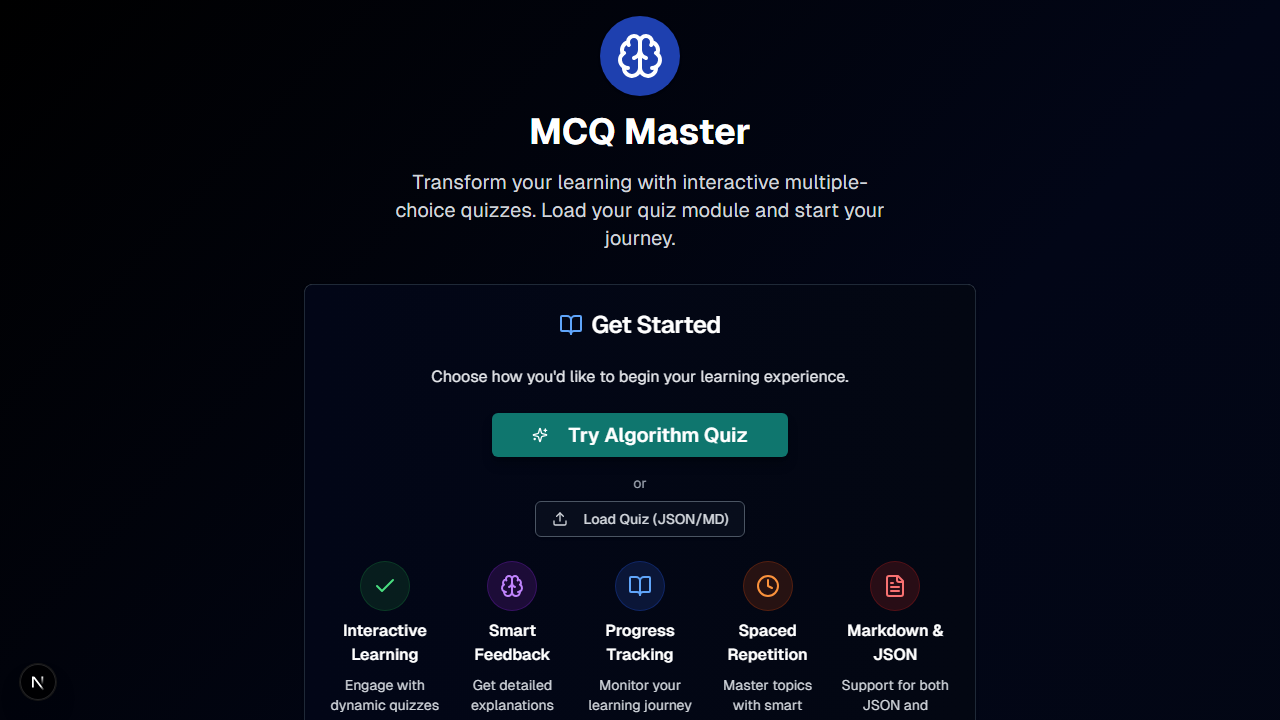 MCQ Master
Transform your learning with interactive multiple-
choice quizzes. Load your quiz module and start your
journey.
Get Started
Choose how you'd like to begin your learning experience.
Try Algorithm Quiz
or
Load Quiz (JSON/MD)
Interactive
Learning
Engage with
dynamic quizzes
Smart
Feedback
Get detailed
explanations
Progress
Tracking
Monitor your
learning journey
Spaced
Repetition
Master topics
with smart
Markdown &
JSON
Support for both
JSON and
N